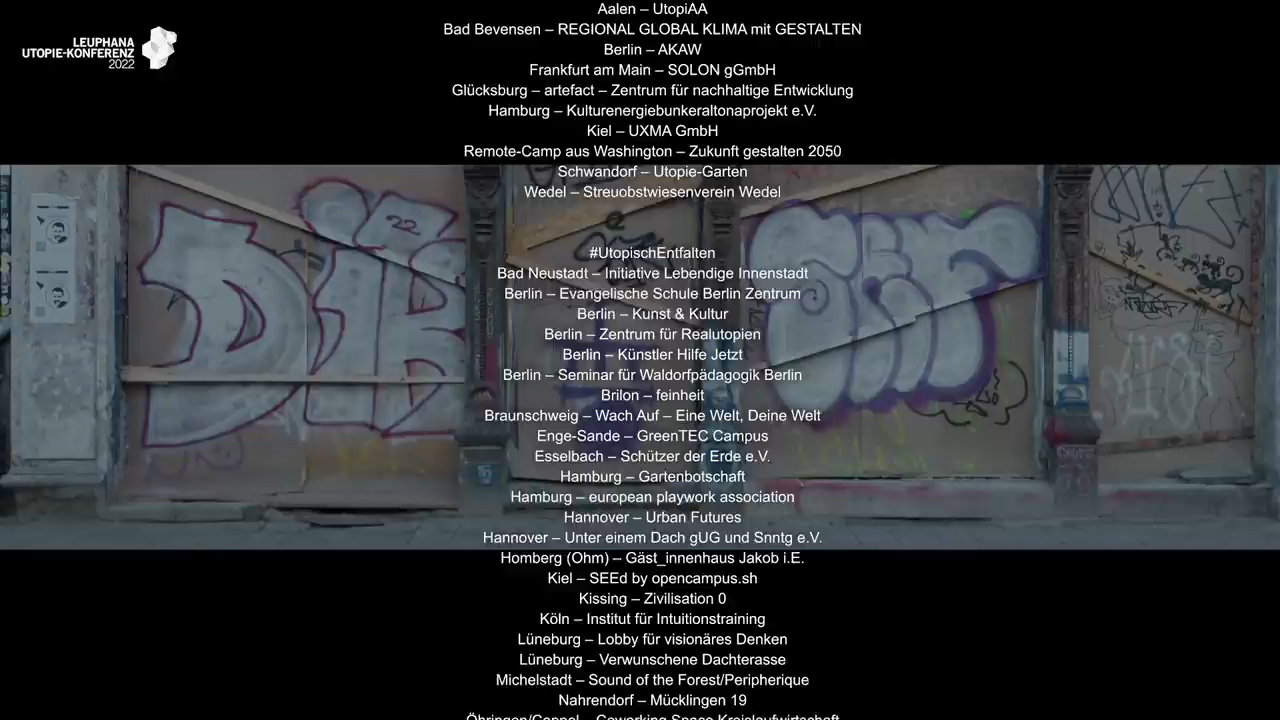 LEUPHANA
UTOPIE-KONFERENZ
2022
Aalen – UtopiAA
Bad Bevensen – REGIONAL GLOBAL KLIMA mit GESTALTEN
Berlin – AKAW
Frankfurt am Main – SOLON gGmbH
Glücksburg – artefact – Zentrum für nachhaltige Entwicklung
Hamburg – Kulturenergiebunkeraltonaprojekt e.V.
Kiel – UXMA GmbH
Remote-Camp aus Washington – Zukunft gestalten 2050
Schwandorf – Utopie-Garten
Wedel – Streuobstwiesenverein Wedel
22
#UtopischEntfalten
Bad Neustadt – Initiative Lebendige Innenstadt
Berlin – Evangelische Schule Berlin Zentrum
Berlin – Kunst & Kultur
Berlin – Zentrum für Realutopien
Berlin – Künstler Hilfe Jetzt
Berlin – Seminar für Waldorfpädagogik Berlin
Brilon – feinheit
Braunschweig – Wach Auf – Eine Welt, Deine Welt
Enge-Sande – GreenTEC Campus
Esselbach – Schützer der Erde e.V.
Hamburg – Gartenbotschaft
Hamburg – european playwork association
Hannover – Urban Futures
Hannover – Unter einem Dach gUG und Snntg e.V.
Homberg (Ohm) – Gäst_innenhaus Jakob i.E.
Kiel – SEEd by opencampus.sh
Kissing – Zivilisation 0
Köln – Institut für Intuitionstraining
Lüneburg – Lobby für visionäres Denken
Lüneburg – Verwunschene Dachterasse
Michelstadt – Sound of the Forest/Peripherique
Nahrendorf – Mücklingen 19
Öhringen/Cappel – Coworking Space Kreislaufwirtschaft